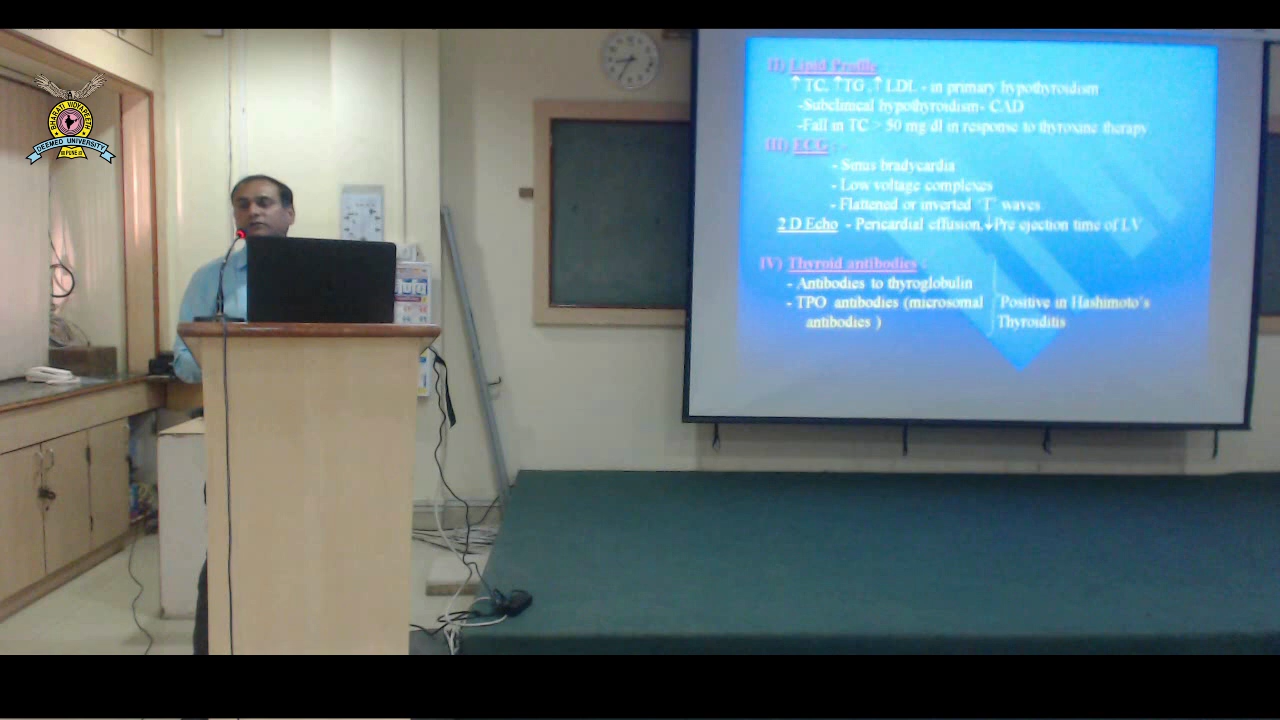 BHARATI VIDYAPEETH
DEEMED UNIVERSITY
II) Lipid Profile :
↑ TC, ↑TG ,↑ LDL - in primary hypothyroidism
-Subclinical hypothyroidism- CAD
-Fall in TC > 50 mg/dl in response to thyroxine therapy
III) ECG : -
- Sinus bradycardia
- Low voltage complexes
- Flattened or inverted ‘T’ waves
2 D Echo - Pericardial effusion,↓Pre ejection time of LV
IV) Thyroid antibodies :
- Antibodies to thyroglobulin
- TPO antibodies (microsomal
antibodies )
Positive in Hashimoto’s
Thyroiditis